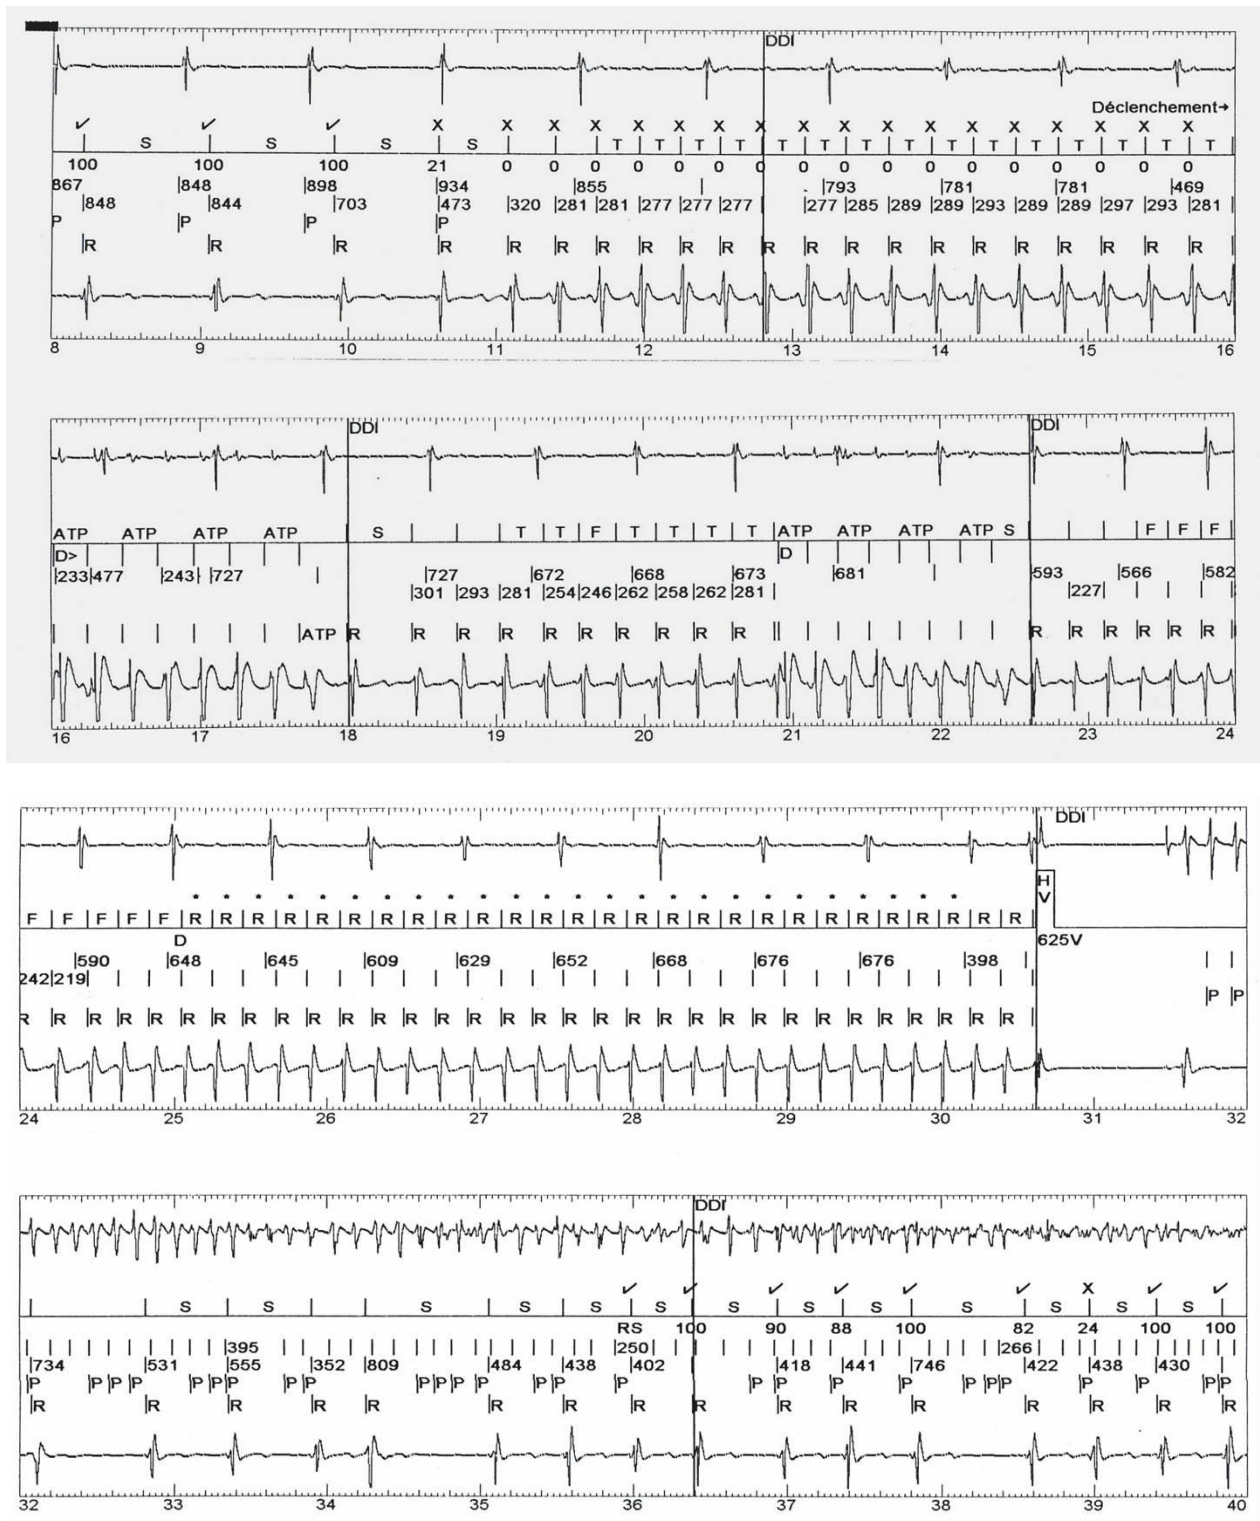 DDI
Déclenchement→
✓ ✓ ✓ X X X X X X X X X X X X X X X X X X
S S S S T T T T T T T T T T T T T T T
100 100 100 21 0 0 0 0 0 0 0 0 0 0 0 0 0 0 0 0 0
867 848 898 934 855 793 781 781 469
848 844 703 473 320 281 281 277 277 277 277 285 289 289 293 289 289 297 293 281
P P P P
R R R R R R R R R R R R R R R R R R R R R
8 9 10 11 12 13 14 15 16
DDI DDI
ATP ATP ATP ATP S T T F T T T T ATP ATP ATP ATP S F F F
D> D
233 477 243 727 727 672 668 673 681 593 566 582
301 293 281 254 246 262 258 262 281 227
ATP R R R R R R R R R R R R R R R R
16 17 18 19 20 21 22 23 24
DDI
H
* * * * * * * * * * * * * * * * * * * * * * * * *
V
F F F F F R R R R R R R R R R R R R R R R R R R R R R R R R R
D 625V
590 648 645 609 629 652 668 676 676 398
242 219
P P
R R R R R R R R R R R R R R R R R R R R R R R R R R R R R R R R
24 25 26 27 28 29 30 31 32
DDI
✓ ✓ ✓ ✓ ✓ ✓ X ✓ ✓
S S S S S S S S S S S S S
RS 100 90 88 100 82 24 100 100
395 250 266
734 531 555 352 809 484 438 402 418 441 746 422 438 430
P P P P P P P P P P P P P P P P P P P P P P P P P P P P
R R R R R R R R R R R R R R R R
32 33 34 35 36 37 38 39 40